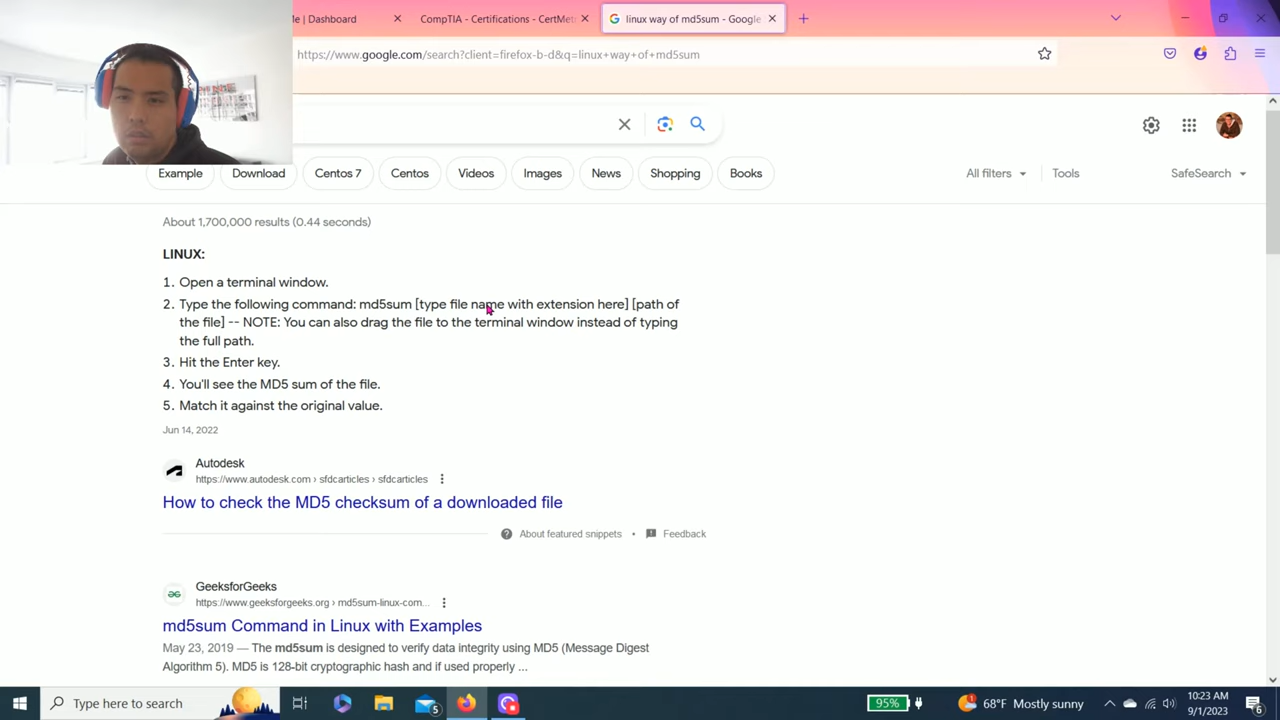 Me | Dashboard
CompTIA - Certifications - CertMet
linux way of md5sum - Google
https://www.google.com/search?client=firefox-b-d&q=linux+way+of+md5sum
Example
Download
Centos 7
Centos
Videos
Images
News
Shopping
Books
All filters
Tools
SafeSearch
About 1,700,000 results (0.44 seconds)
LINUX:
1. Open a terminal window.
2. Type the following command: md5sum [type file name with extension here] [path of
the file] -- NOTE: You can also drag the file to the terminal window instead of typing
the full path.
3. Hit the Enter key.
4. You'll see the MD5 sum of the file.
5. Match it against the original value.
Jun 14, 2022
Autodesk
https://www.autodesk.com › sfdcarticles › sfdcarticles
How to check the MD5 checksum of a downloaded file
About featured snippets
•
Feedback
GeeksforGeeks
https://www.geeksforgeeks.org › md5sum-linux-com...
md5sum Command in Linux with Examples
May 23, 2019 — The md5sum is designed to verify data integrity using MD5 (Message Digest
Algorithm 5). MD5 is 128-bit cryptographic hash and if used properly ...
Type here to search
5
95%
68°F Mostly sunny
10:23 AM
9/1/2023
6